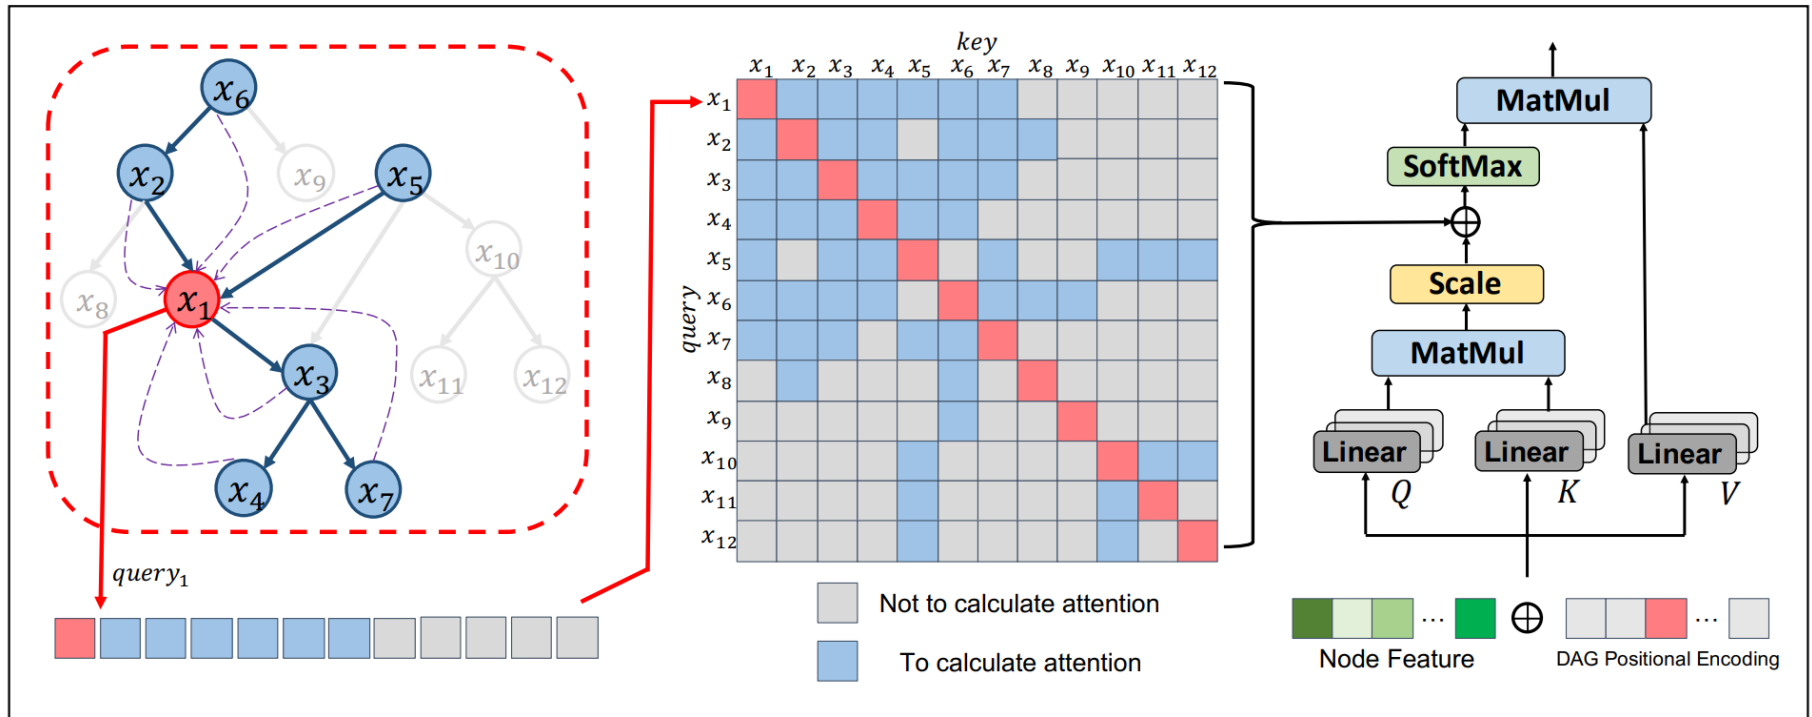 x6
x2
x9
x5
x10
x8
x1
x3
x11
x12
x4
x7
query1
key
x1 x2 x3 x4 x5 x6 x7 x8 x9 x10 x11 x12
query
x1
x2
x3
x4
x5
x6
x7
x8
x9
x10
x11
x12
Not to calculate attention
To calculate attention
MatMul
SoftMax
Scale
MatMul
Linear Linear Linear
Q K V
... ...
Node Feature DAG Positional Encoding